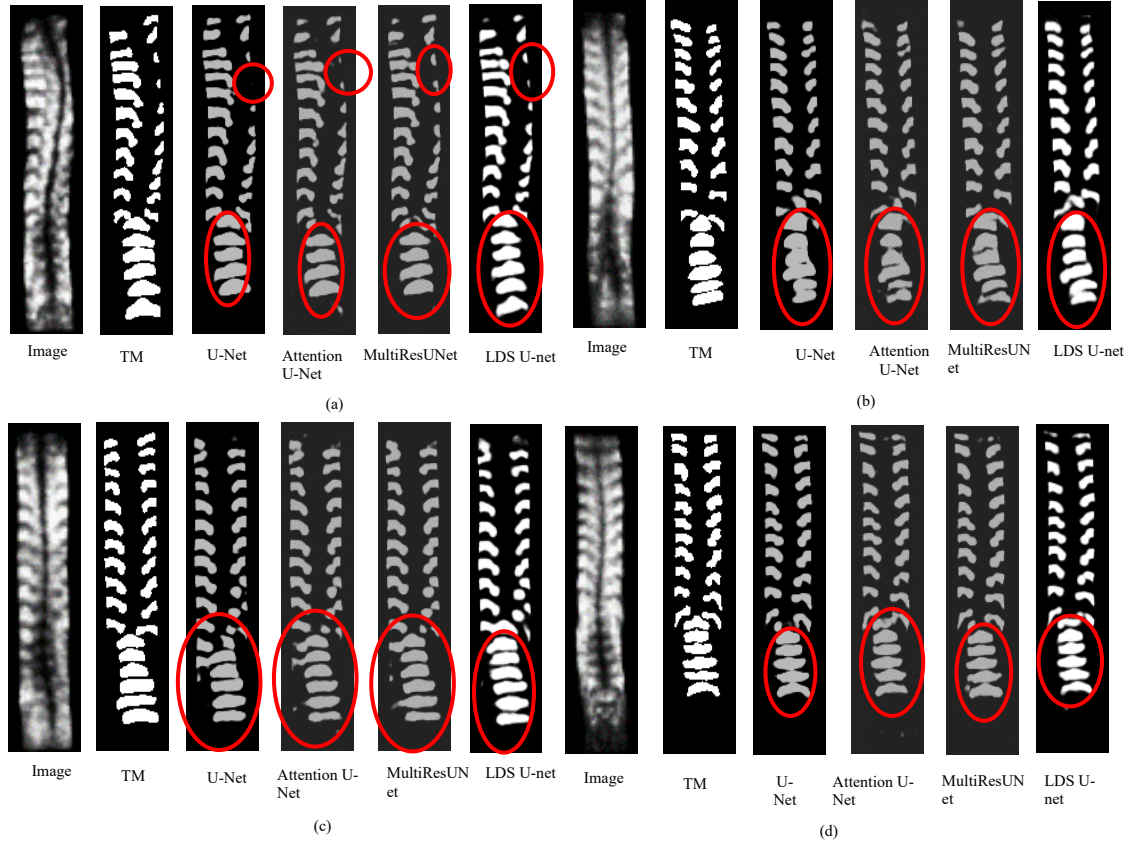 Image
TM
U-Net
Attention
U-Net
MultiResUNet
LDS U-net
(a)
Image
TM
U-Net
Attention
U-Net
MultiResUN
et
LDS U-net
(b)
Image
TM
U-Net
Attention U-
Net
MultiResUN
et
LDS U-net
(c)
Image
TM
U-
Net
Attention U-
Net
MultiResUN
et
LDS U-
net
(d)